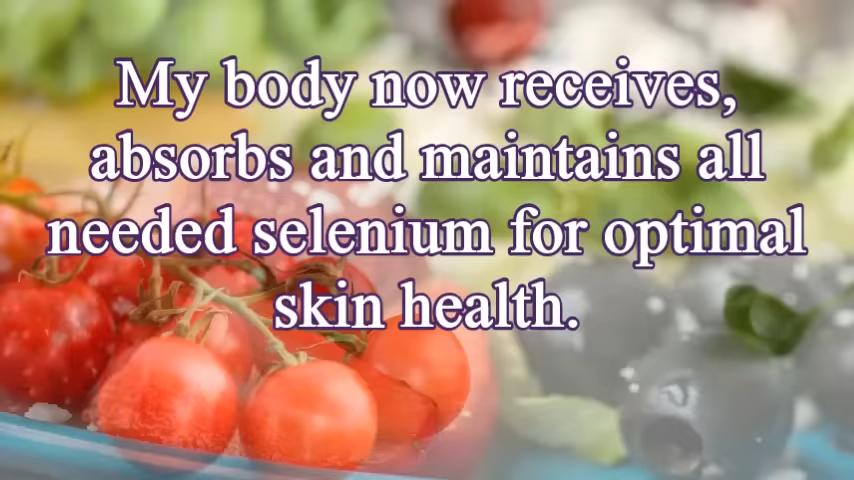 My body now receives,
absorbs and maintains all
needed selenium for optimal
skin health.